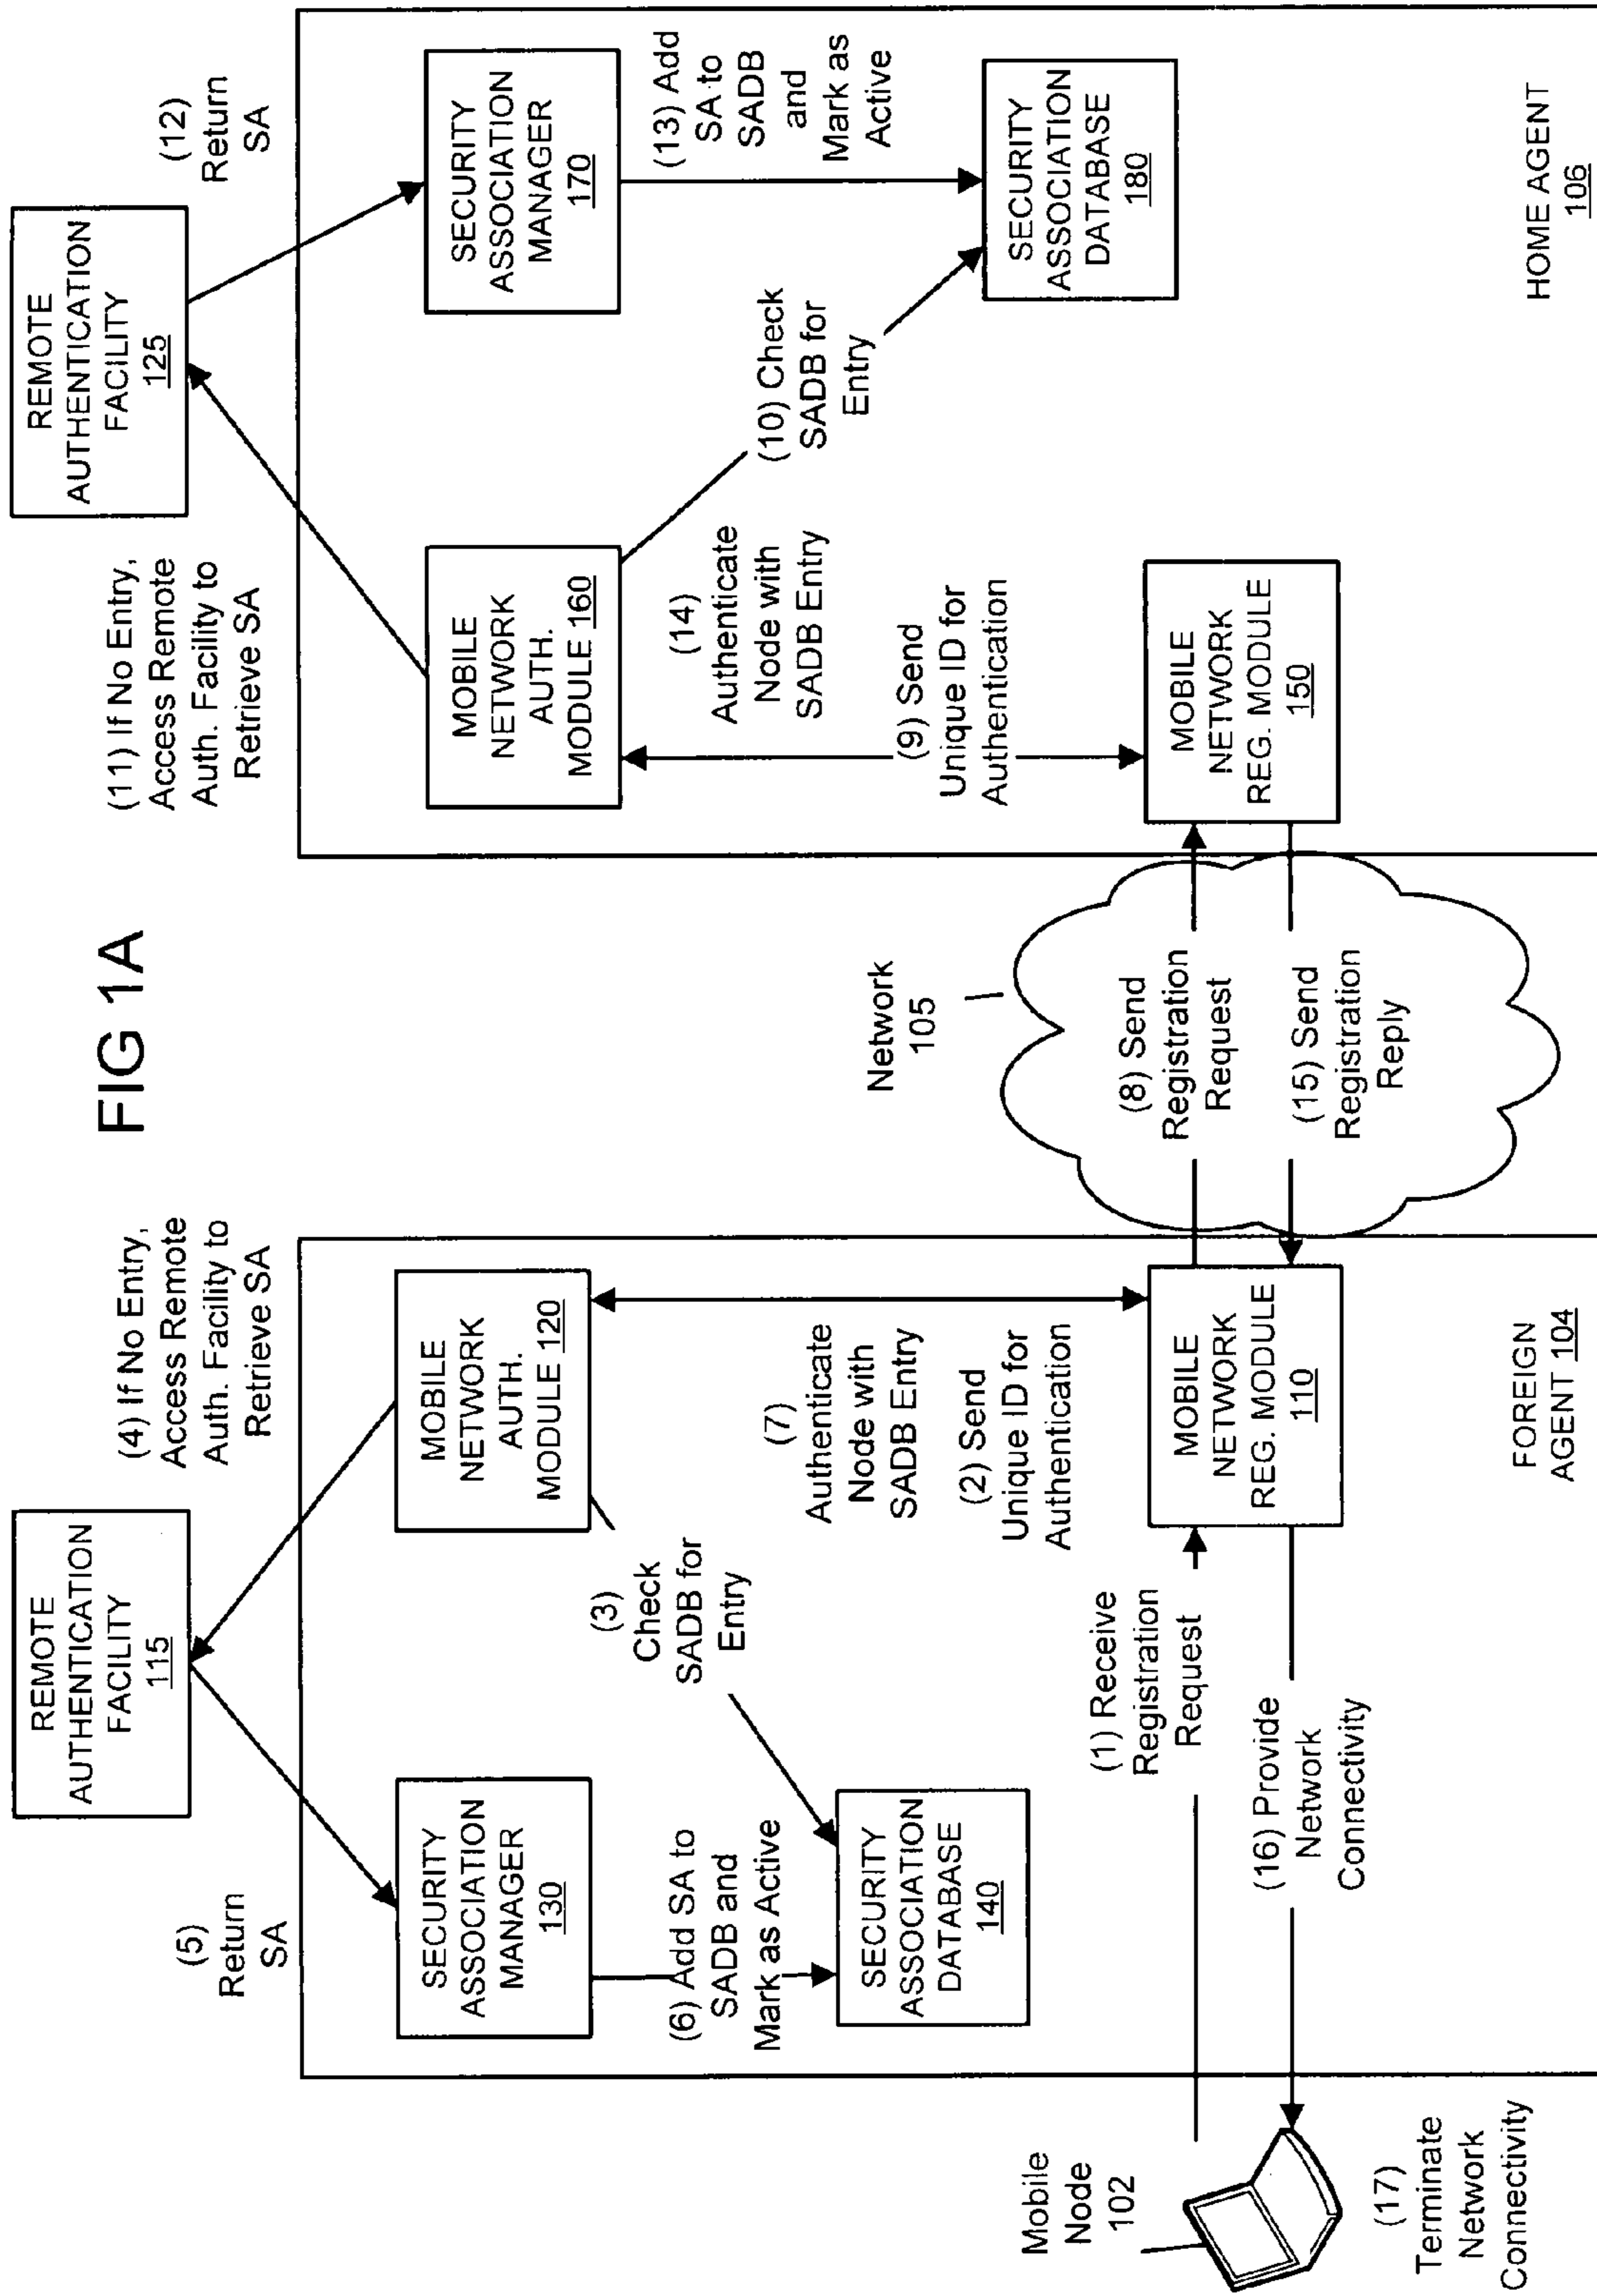 FIG 1A
(5)
Return
SA
REMOTE
AUTHENTICATION
FACILITY
115
(4) If No Entry,
Access Remote
Auth. Facility to
Retrieve SA
SECURITY
ASSOCIATION
MANAGER
130
MOBILE
NETWORK
AUTH.
MODULE 120
(6) Add SA to
SADB and
Mark as Active
(3)
Check
SADB for
Entry
SECURITY
ASSOCIATION
DATABASE
140
(7)
Authenticate
Node with
SADB Entry
(2) Send
Unique ID for
Authentication
Mobile
Node
102
(1) Receive
Registration
Request
MOBILE
NETWORK
REG. MODULE
110
(16) Provide
Network
Connectivity
(17)
Terminate
Network
Connectivity
FOREIGN
AGENT 104
Network
105
(8) Send
Registration
Request
(15) Send
Registration
Reply
(11) If No Entry,
Access Remote
Auth. Facility to
Retrieve SA
REMOTE
AUTHENTICATION
FACILITY
125
(12)
Return
SA
MOBILE
NETWORK
AUTH.
MODULE 160
SECURITY
ASSOCIATION
MANAGER
170
(14)
Authenticate
Node with
SADB Entry
(10) Check
SADB for
Entry
(13) Add
SA to
SADB
and
Mark as
Active
(9) Send
Unique ID for
Authentication
SECURITY
ASSOCIATION
DATABASE
180
MOBILE
NETWORK
REG. MODULE
150
HOME AGENT
106